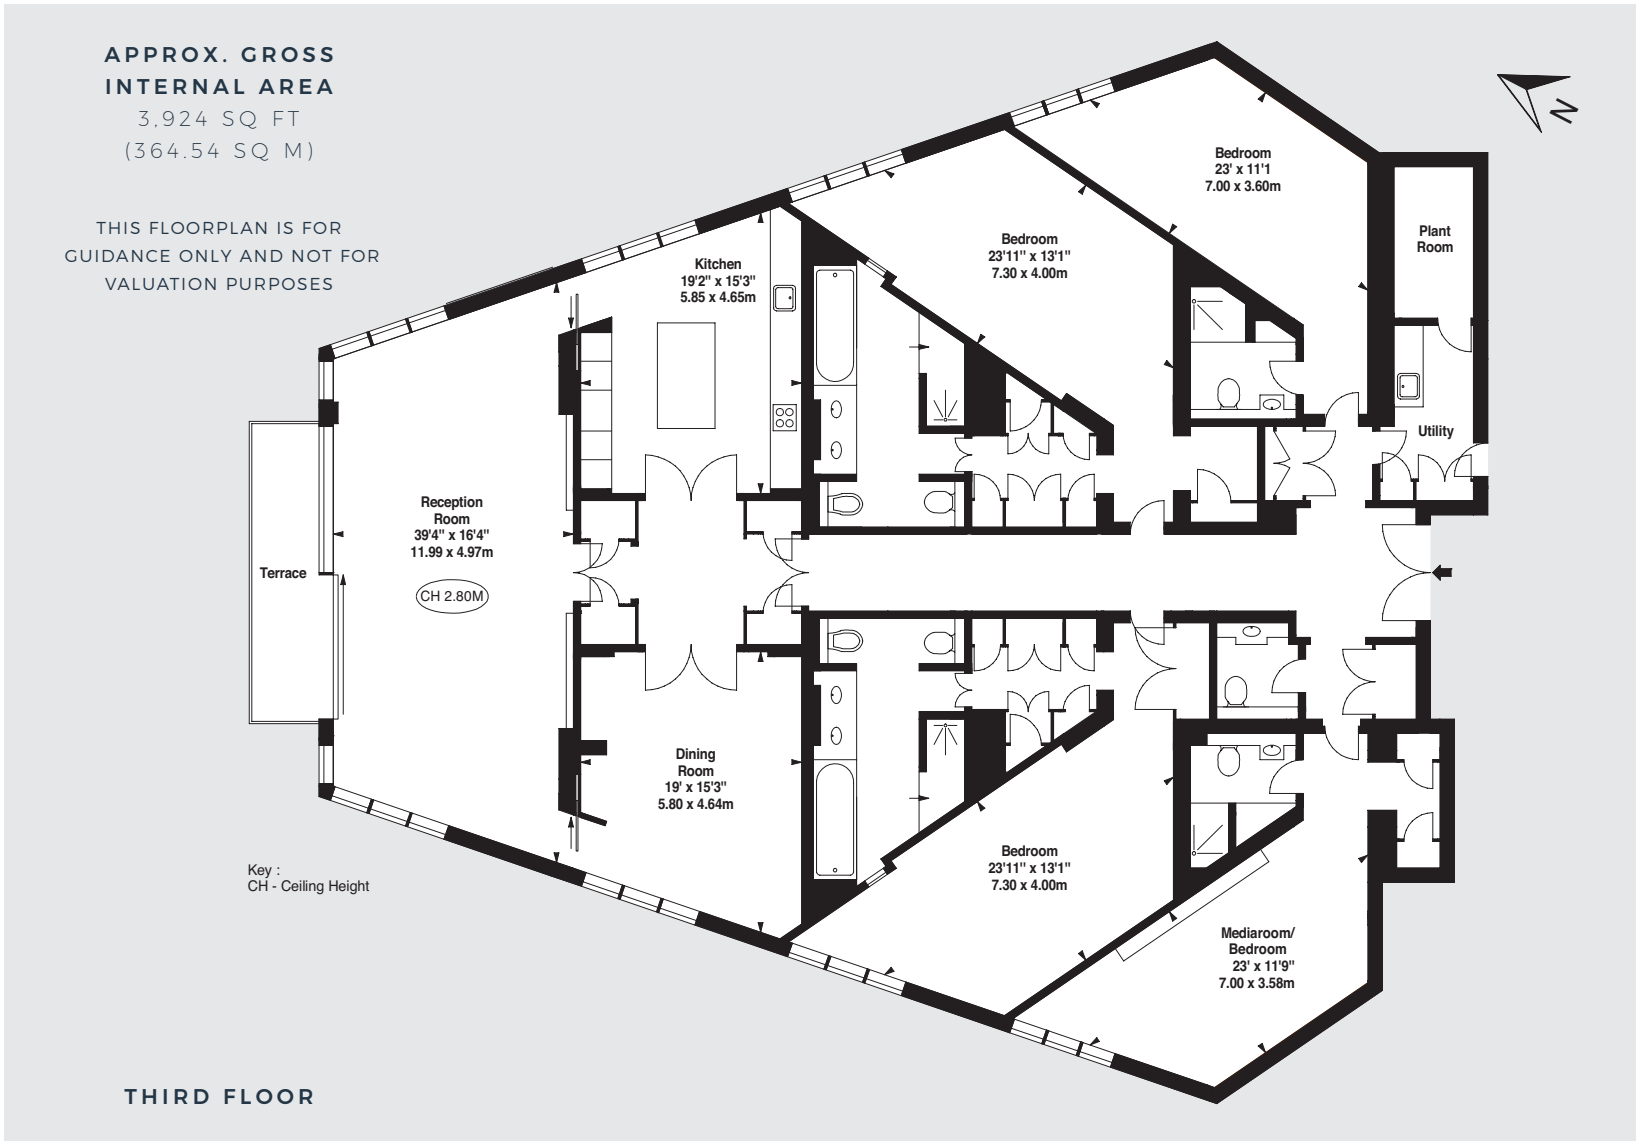 APPROX. GROSS
INTERNAL AREA
3,924 SQ FT
(364.54 SQ M)
THIS FLOORPLAN IS FOR
GUIDANCE ONLY AND NOT FOR
VALUATION PURPOSES
N
Bedroom
23' x 11'1
7.00 x 3.60m
Plant
Room
Bedroom
23'11" x 13'1"
7.30 x 4.00m
Kitchen
19'2" x 15'3"
5.85 x 4.65m
Utility
Reception
Room
39'4" x 16'4"
11.99 x 4.97m
CH 2.80M
Terrace
Dining
Room
19' x 15'3"
5.80 x 4.64m
Bedroom
23'11" x 13'1"
7.30 x 4.00m
Mediaroom/
Bedroom
23' x 11'9"
7.00 x 3.58m
Key :
CH - Ceiling Height
THIRD FLOOR